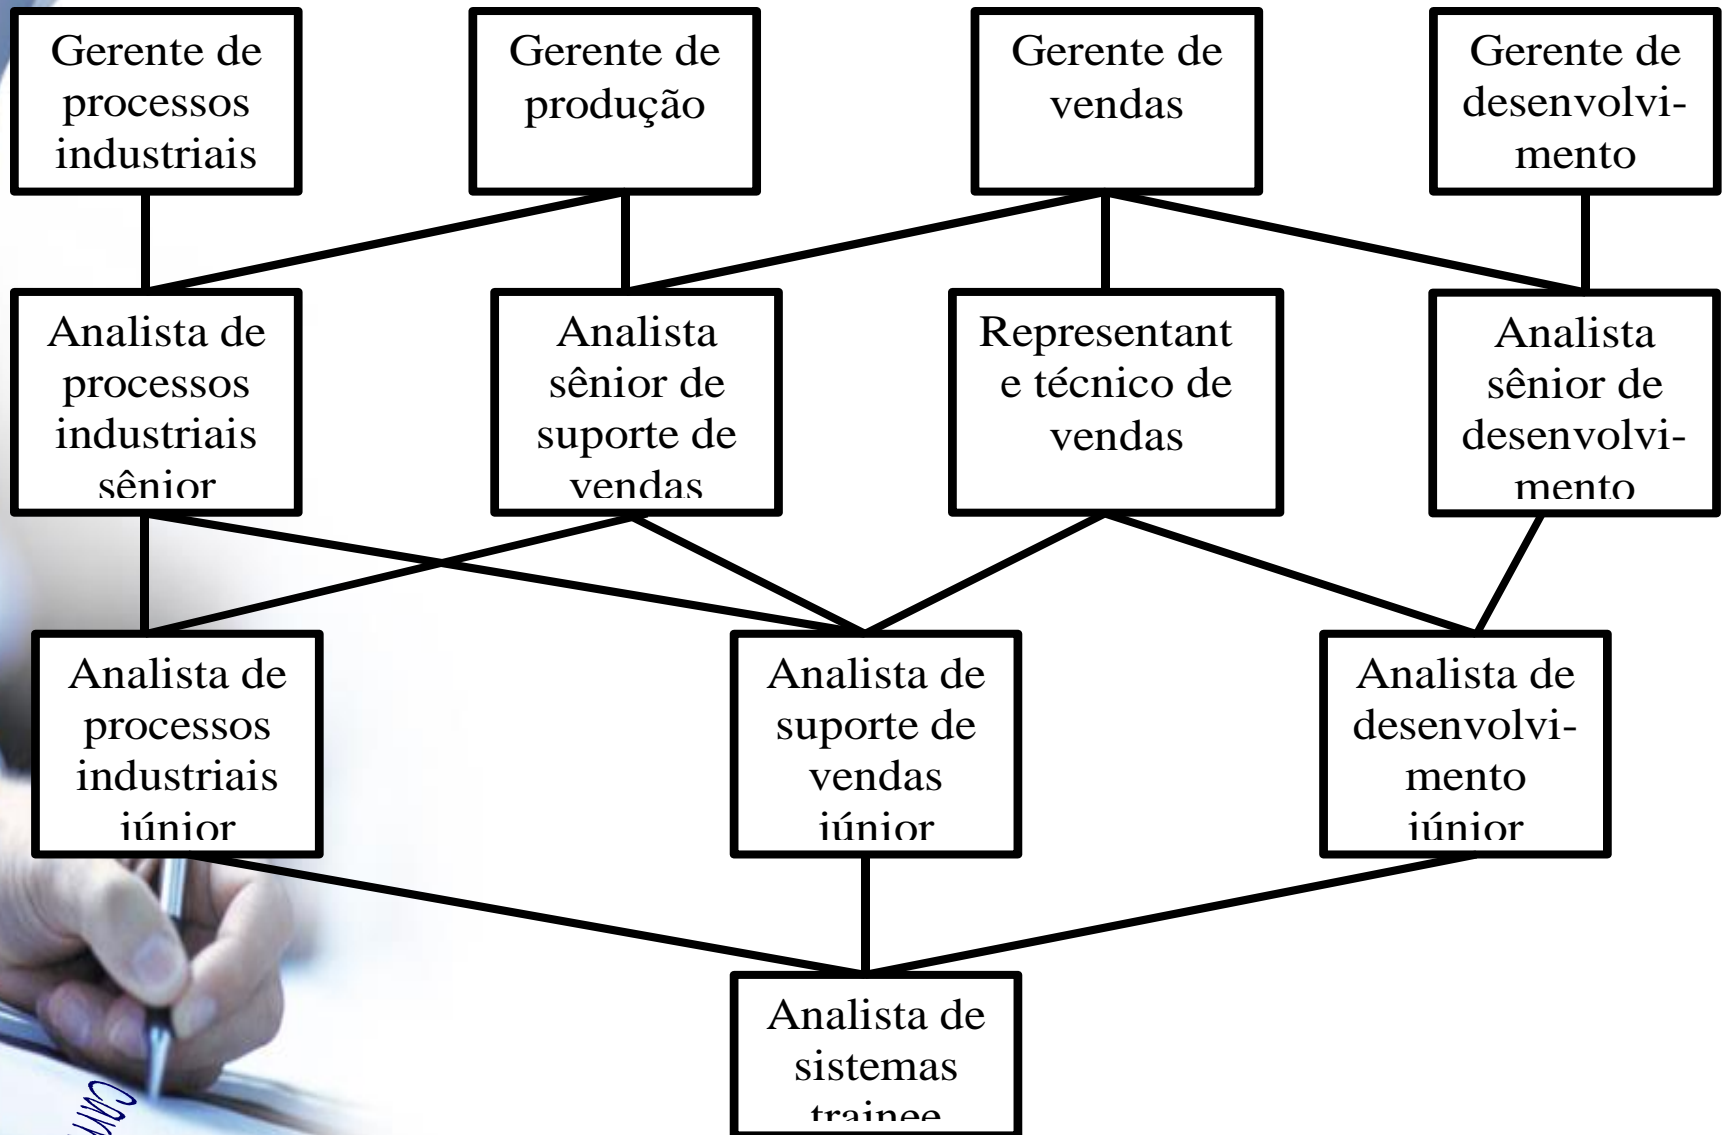 Gerente de
processos
industriais
Gerente de
produção
Gerente de
vendas
Gerente de
desenvolvi-
mento
Analista de
processos
industriais
sênior
Analista
sênior de
suporte de
vendas
Representant
e técnico de
vendas
Analista
sênior de
desenvolvi-
mento
Analista de
processos
industriais
júnior
Analista de
suporte de
vendas
júnior
Analista de
desenvolvi-
mento
júnior
Analista de
sistemas
trainee